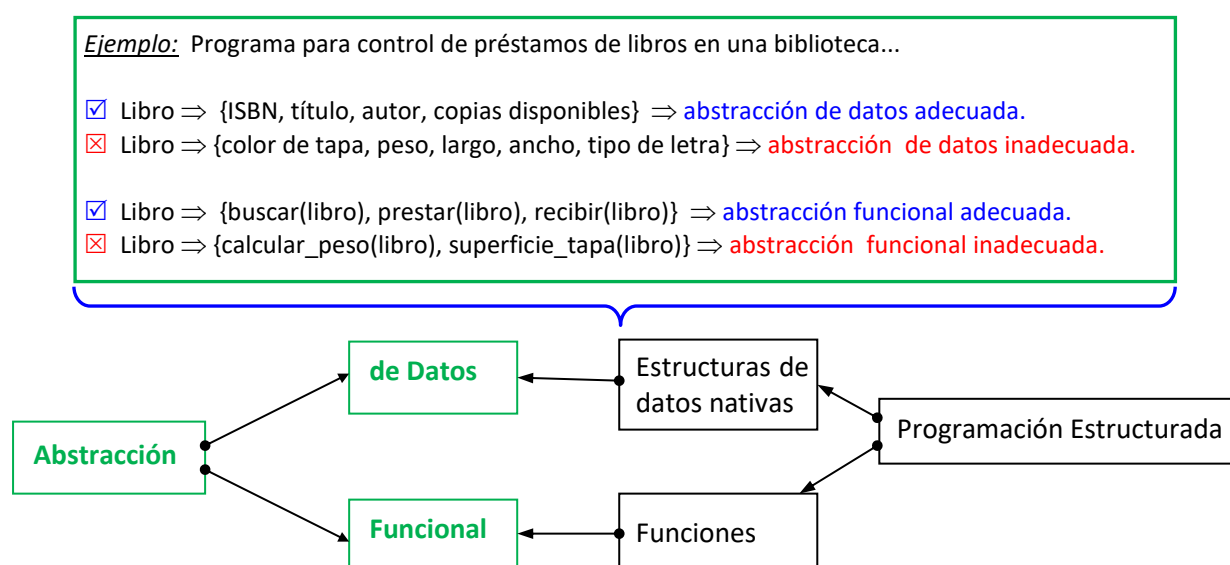 Ejemplo: Programa para control de préstamos de libros en una biblioteca...
☑ Libro ⇒ {ISBN, título, autor, copias disponibles} ⇒ abstracción de datos adecuada.
☒ Libro ⇒ {color de tapa, peso, largo, ancho, tipo de letra} ⇒ abstracción de datos inadecuada.
☑ Libro ⇒ {buscar(libro), prestar(libro), recibir(libro)} ⇒ abstracción funcional adecuada.
☒ Libro ⇒ {calcular_peso(libro), superficie_tapa(libro)} ⇒ abstracción funcional inadecuada.
de Datos
Estructuras de
datos nativas
Programación Estructurada
Abstracción
Funcional
Funciones